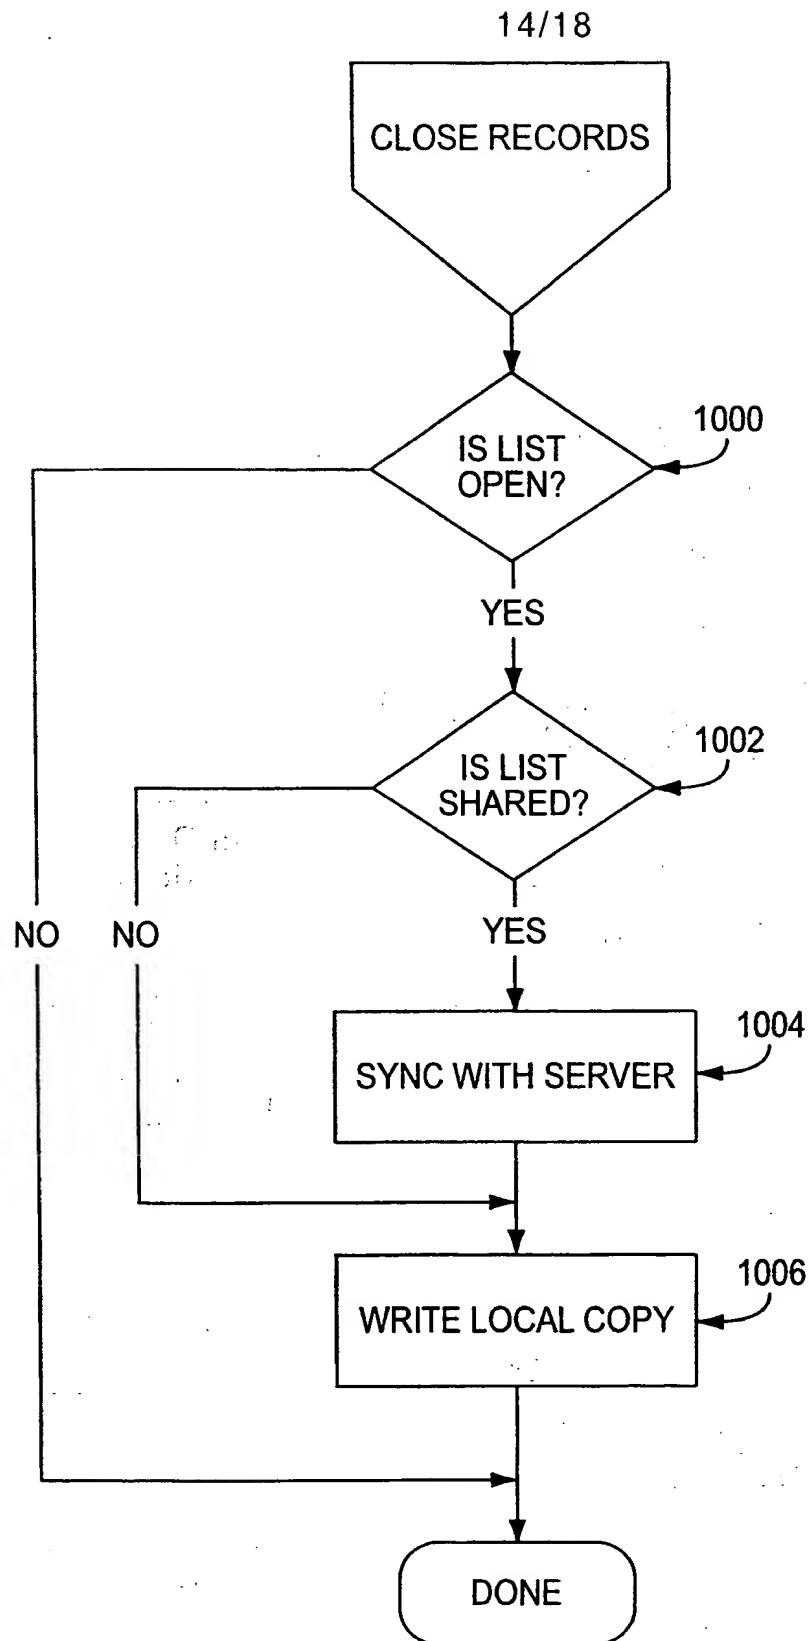 14/18
CLOSE RECORDS
1000
IS LIST
OPEN?
YES
1002
IS LIST
SHARED?
NO
NO
YES
1004
SYNC WITH SERVER
1006
WRITE LOCAL COPY
DONE